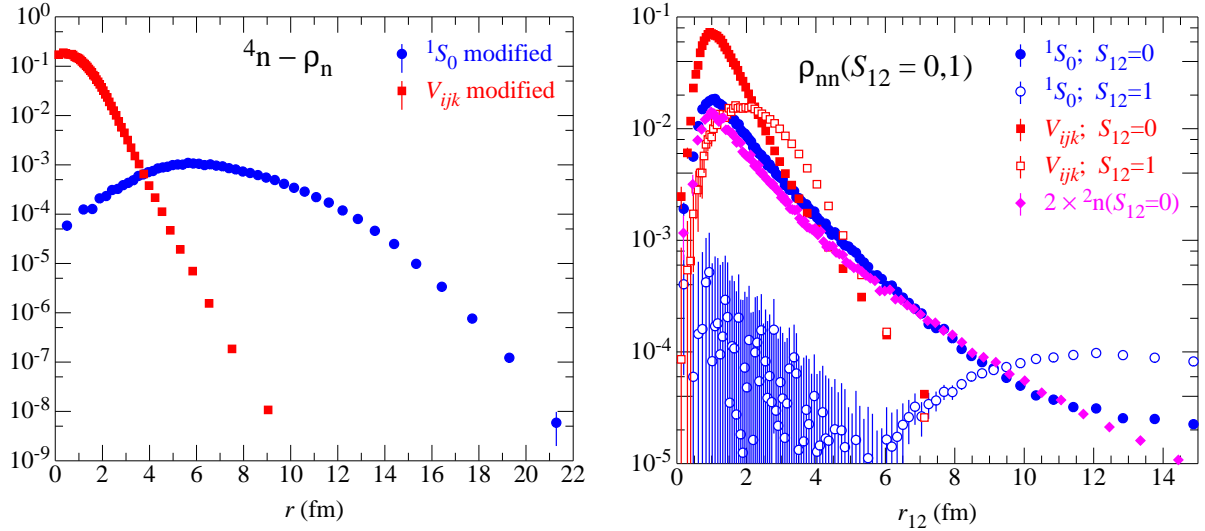 ⁴n − ρₙ
¹S₀ modified
Vᵢⱼₖ modified
10⁰
10⁻¹
10⁻²
10⁻³
10⁻⁴
10⁻⁵
10⁻⁶
10⁻⁷
10⁻⁸
10⁻⁹
0 2 4 6 8 10 12 14 16 18 20 22
r (fm)
ρₙₙ(S₁₂ = 0,1)
¹S₀; S₁₂=0
¹S₀; S₁₂=1
Vᵢⱼₖ; S₁₂=0
Vᵢⱼₖ; S₁₂=1
2 × ²n(S₁₂=0)
10⁻¹
10⁻²
10⁻³
10⁻⁴
10⁻⁵
0 2 4 6 8 10 12 14
r₁₂ (fm)